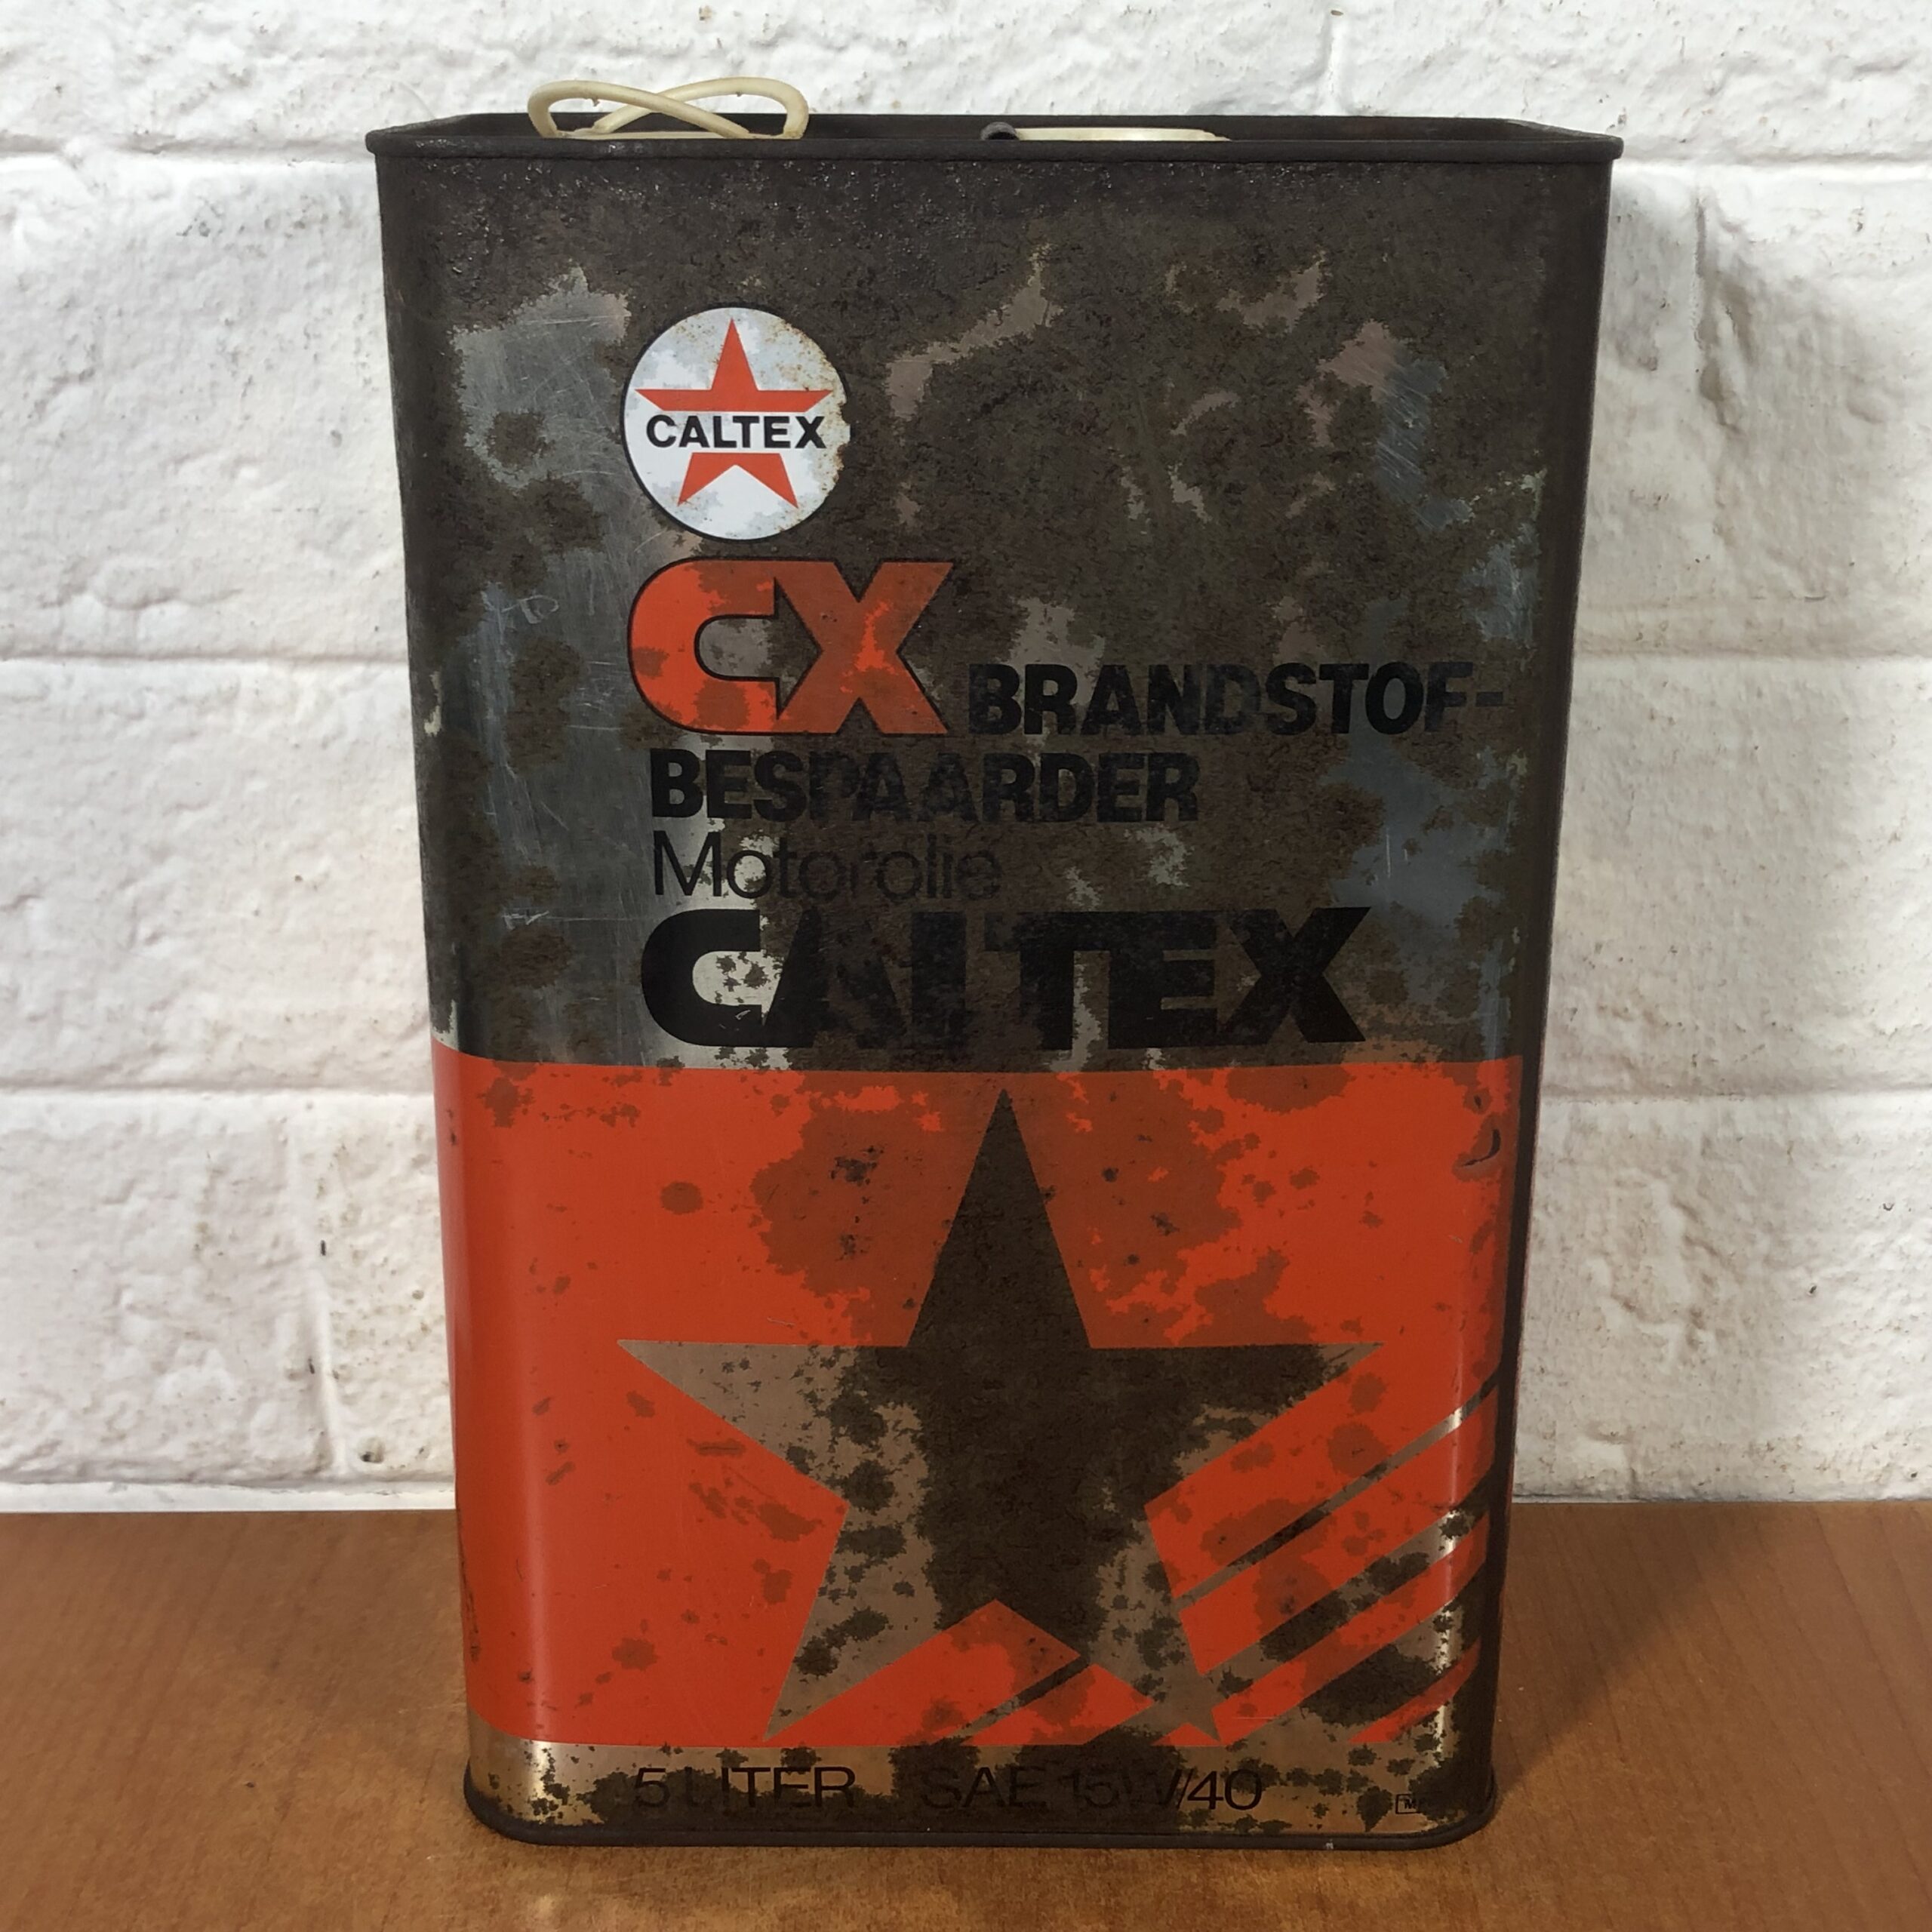 CALTEX
CX BRANDSTOF-
BESPAARDER
Motorolie
CALTEX
5 LITER SAE 15W/40